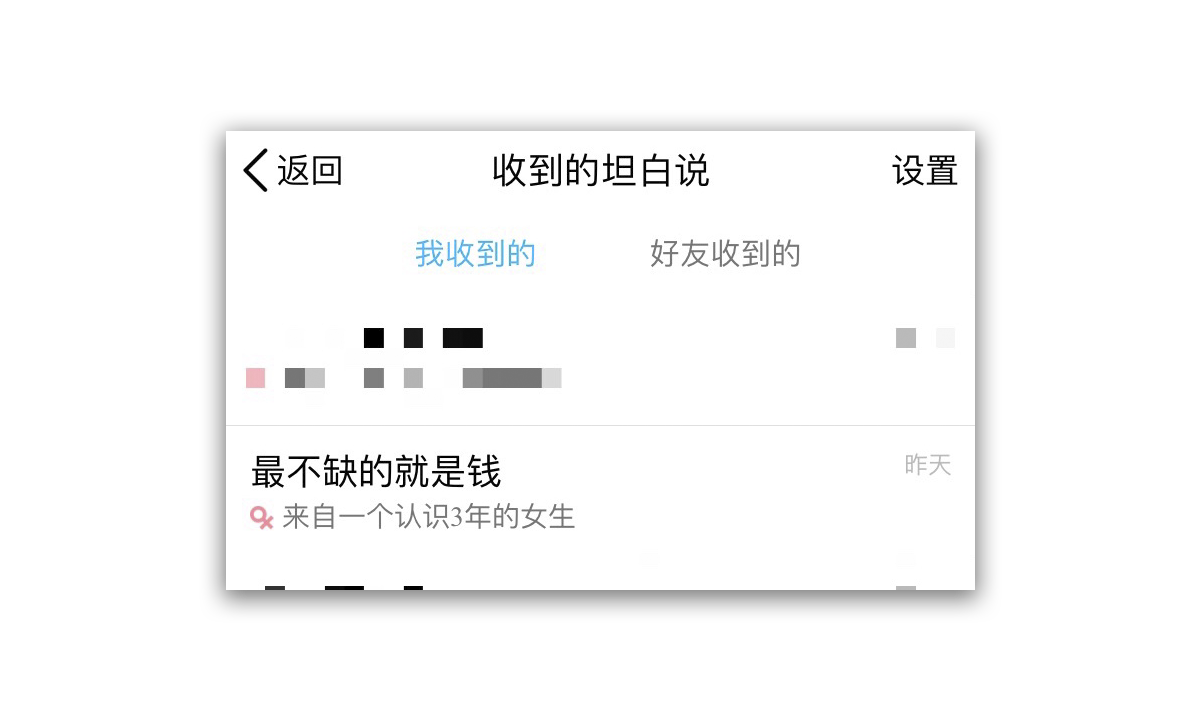 返回 收到的坦白说 设置
我收到的 好友收到的
最不缺的就是钱 昨天
来自一个认识3年的女生